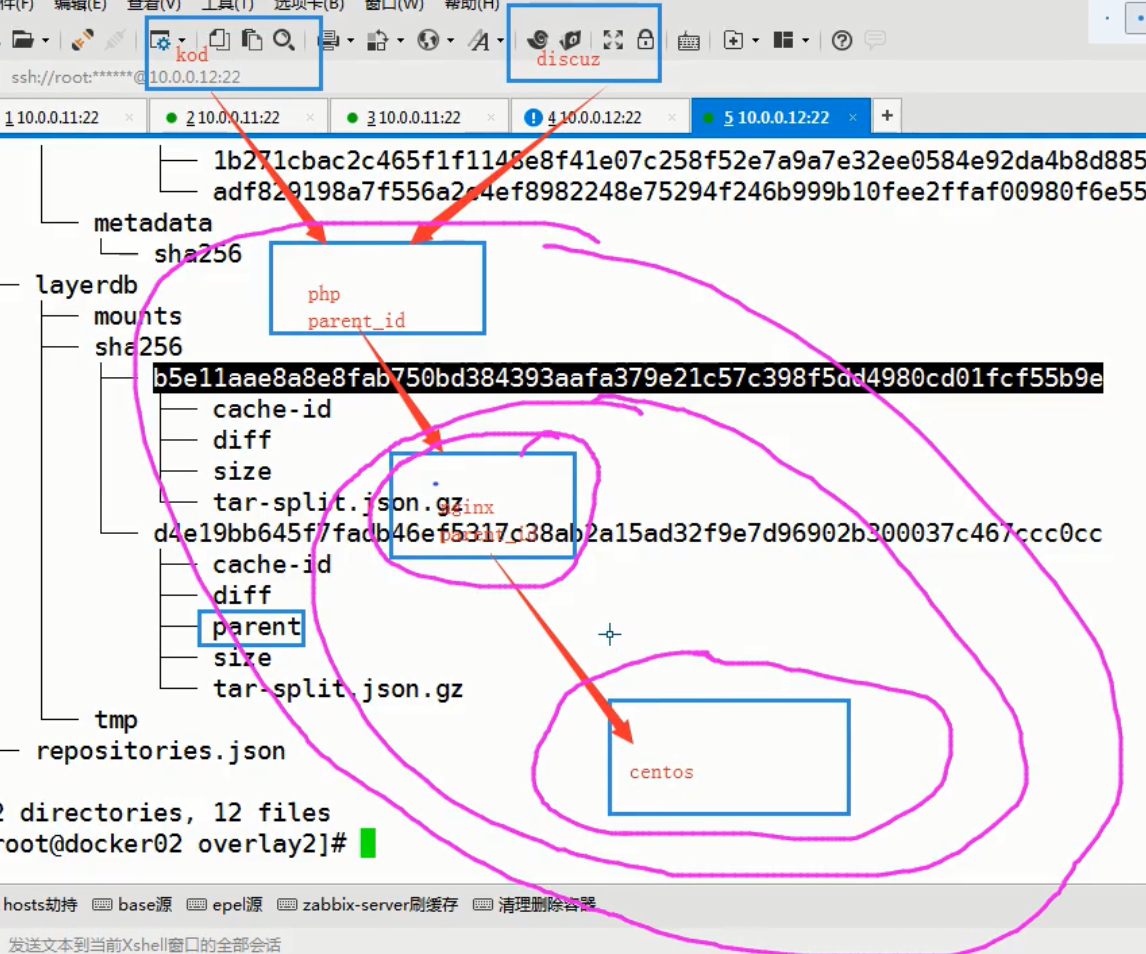 件(F) 编辑(E) 查看(V) 工具(T) 选项卡(B) 窗口(W) 帮助(H)
kod
discuz
ssh://root:******@10.0.0.12:22
1 10.0.0.11:22 × 2 10.0.0.11:22 × 3 10.0.0.11:22 × 4 10.0.0.12:22 × 5 10.0.0.12:22 × +
1b271cbac2c465f1f1148e8f41e07c258f52e7a9a7e32ee0584e92da4b8d885
metadata
sha256
layerdb
php
mounts
parent_id
sha256
b5e11aae8a8e8fab750bd384393aafa379e21c57c398f5dd4980cd01fcf55b9e
cache-id
diff
size
tar-split.json.gz
nginx
d4e19bb645f7fadb46ef5317cd8ab2a15ad32f9e7d96902b300037c467ccc0cc
parent_id
cache-id
diff
parent
size
tar-split.json.gz
tmp
repositories.json
centos
2 directories, 12 files
root@docker02 overlay2]#
hosts劫持 base源 epel源 zabbix-server刷缓存 清理删除容器
发送文本到当前Xshell窗口的全部会话